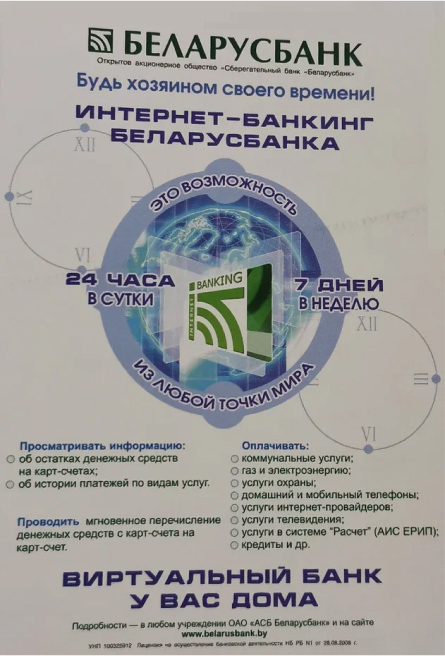 БЕЛАРУСБАНК
Открытое акционерное общество «Сберегательный банк «Беларусбанк»
Будь хозяином своего времени!
ИНТЕРНЕТ-БАНКИНГ
БЕЛАРУСБАНКА
XII
IX
VI
ЭТО ВОЗМОЖНОСТЬ
24 ЧАСА
В СУТКИ
INTERNET
BANKING
7 ДНЕЙ
В НЕДЕЛЮ
ИЗ ЛЮБОЙ ТОЧКИ МИРА
XII
III
VI
Просматривать информацию:
об остатках денежных средств
на карт-счетах;
об истории платежей по видам услуг.
Проводить мгновенное перечисление
денежных средств с карт-счета на
карт-счет.
Оплачивать:
коммунальные услуги;
газ и электроэнергию;
услуги охраны;
домашний и мобильный телефоны;
услуги интернет-провайдеров;
услуги телевидения;
услуги в системе "Расчет" (АИС ЕРИП);
кредиты и др.
ВИРТУАЛЬНЫЙ БАНК
У ВАС ДОМА
Подробности — в любом учреждении ОАО «АСБ Беларусбанк» и на сайте
www.belarusbank.by
УНП 100325912 Лицензия на осуществление банковской деятельности НБ РБ №1 от 28.09.2008 г.